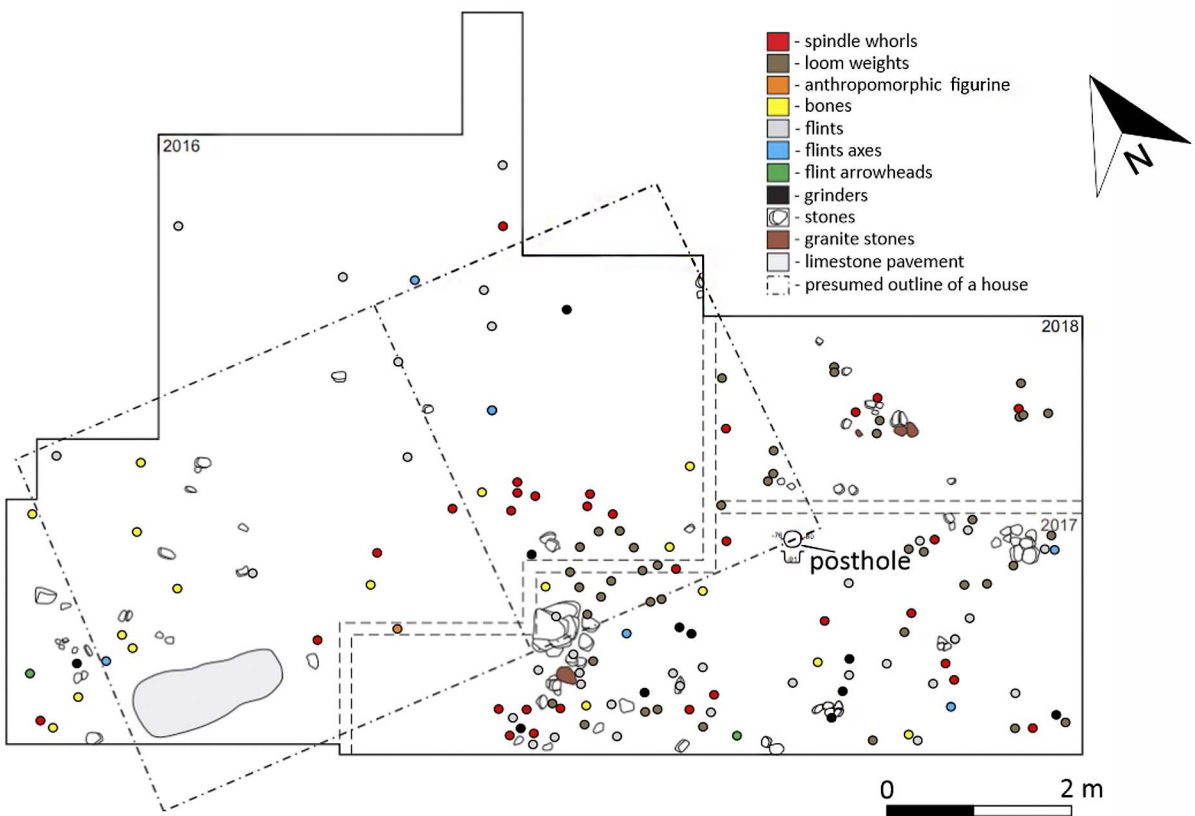 2016
- spindle whorls
- loom weights
- anthropomorphic figurine
- bones
- flints
- flints axes
- flint arrowheads
- grinders
- stones
- granite stones
- limestone pavement
- presumed outline of a house
N
2018
2017
posthole
0 2 m